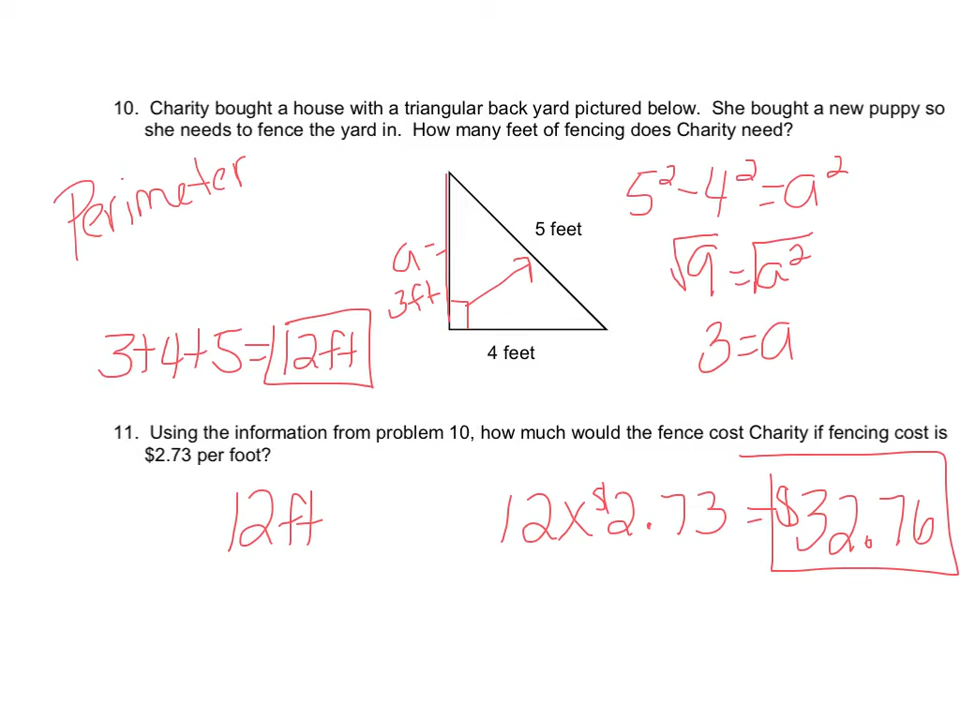 10. Charity bought a house with a triangular back yard pictured below. She bought a new puppy so
she needs to fence the yard in. How many feet of fencing does Charity need?
Perimeter
5² - 4² = a²
5 feet
a =
3ft
√9 = √a²
3 = a
3+4+5 = 12ft
4 feet
11. Using the information from problem 10, how much would the fence cost Charity if fencing cost is
$2.73 per foot?
12ft
12 x $2.73 = $32.76